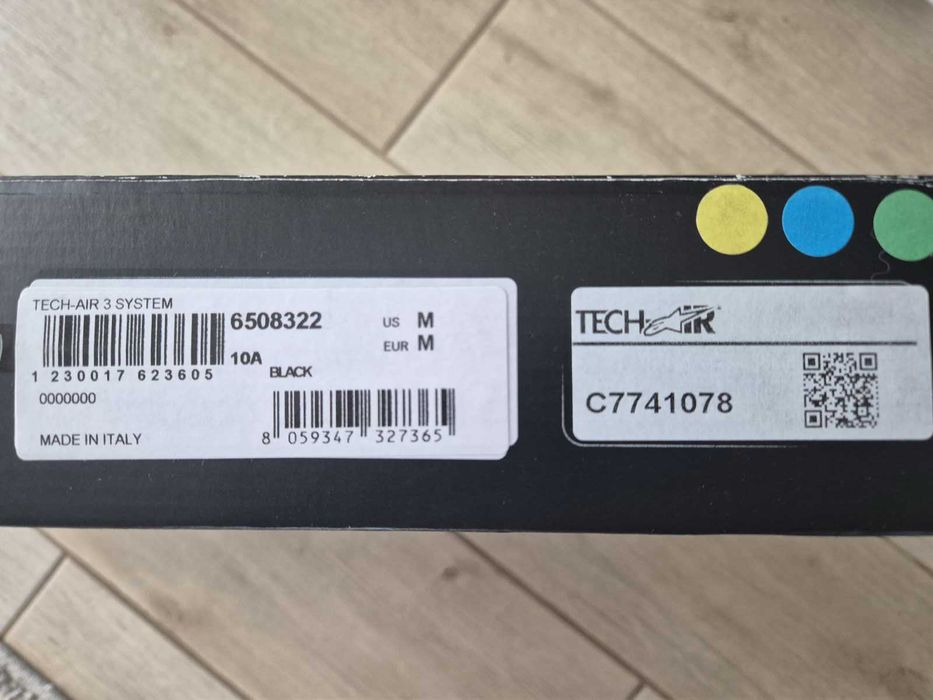 TECH-AIR 3 SYSTEM
6508322
US M
EUR M
10A
BLACK
1 230017 623605
0000000
MADE IN ITALY
8 059347 327365
TECH-AIR
C7741078